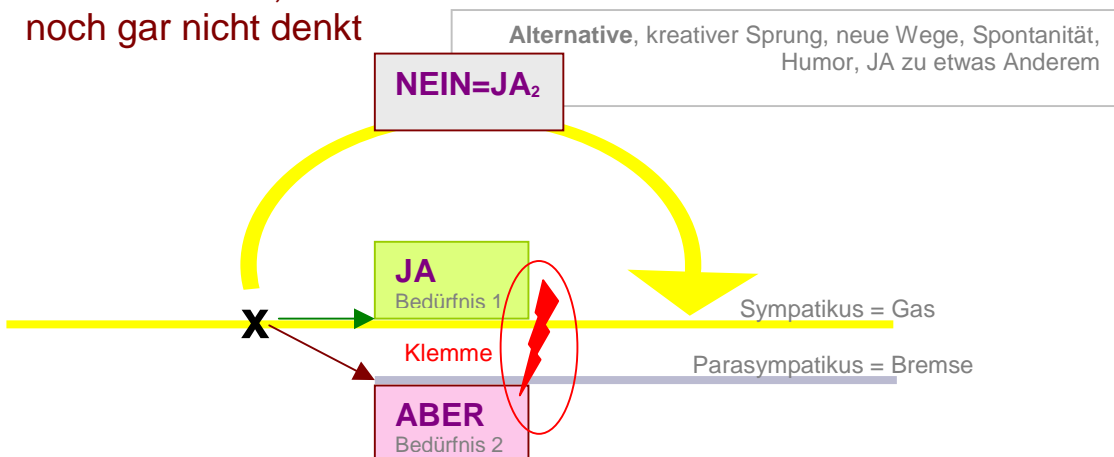 noch gar nicht denkt
Alternative, kreativer Sprung, neue Wege, Spontanität,
Humor, JA zu etwas Anderem
NEIN=JA₂
JA
Bedürfnis 1
X
Sympatikus = Gas
Klemme
Parasympatikus = Bremse
ABER
Bedürfnis 2